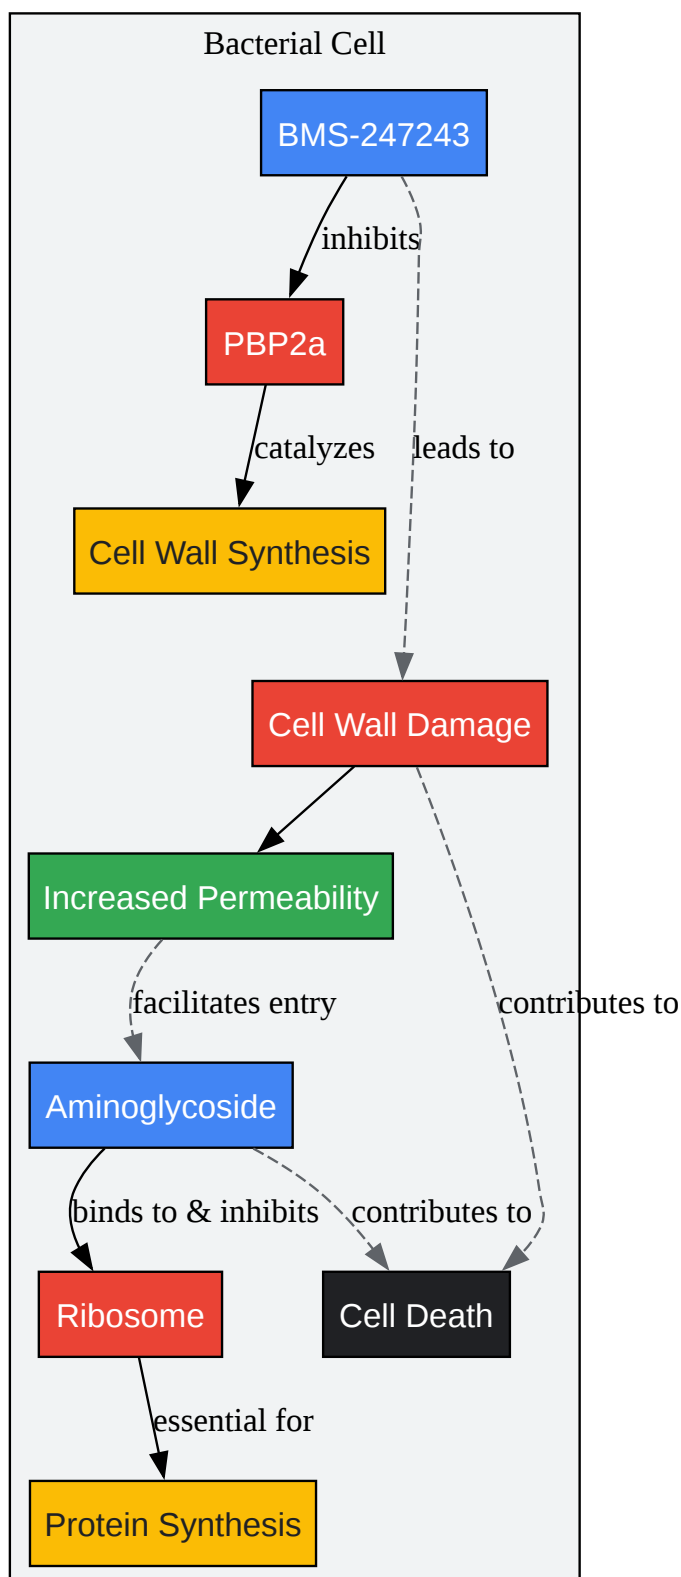 Bacterial Cell
BMS-247243
inhibits
PBP2a
catalyzes
leads to
Cell Wall Synthesis
Cell Wall Damage
Increased Permeability
facilitates entry
contributes to
Aminoglycoside
binds to & inhibits
contributes to
Ribosome
Cell Death
essential for
Protein Synthesis